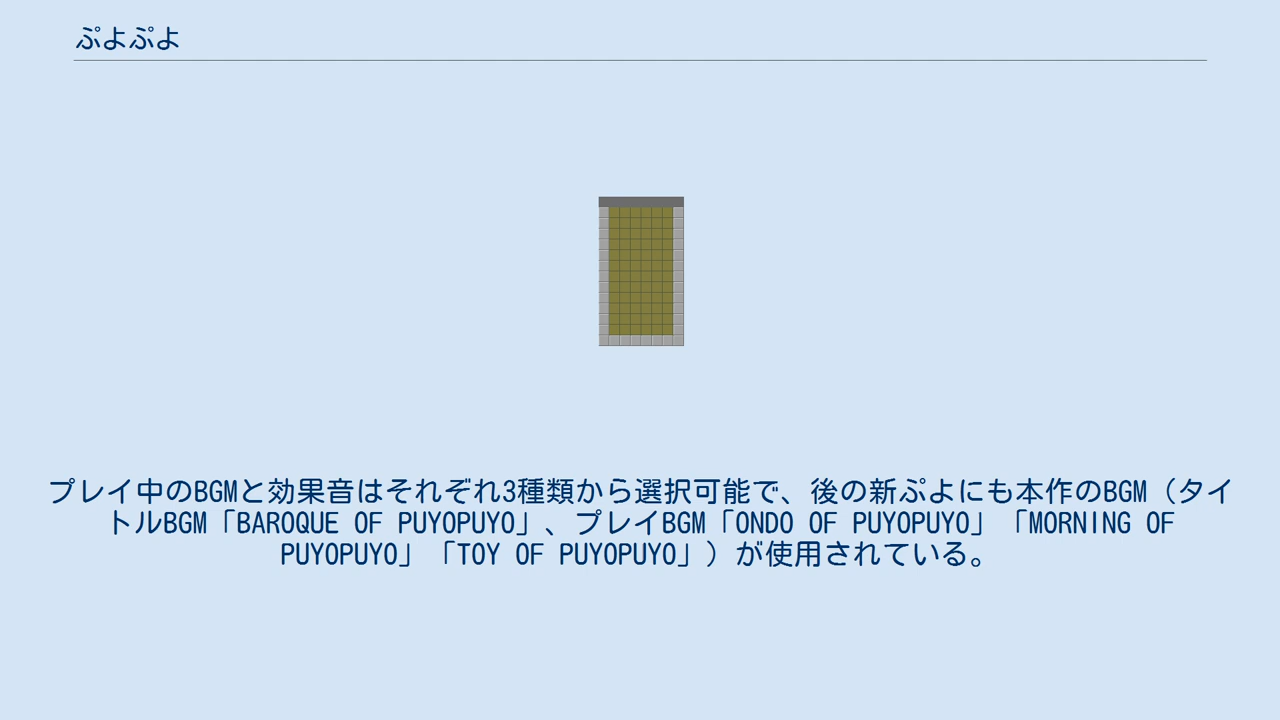 ぷよぷよ
プレイ中のBGMと効果音はそれぞれ3種類から選択可能で、後の新ぷよにも本作のBGM（タイ
トルBGM「BAROQUE OF PUYOPUYO」、プレイBGM「ONDO OF PUYOPUYO」「MORNING OF
PUYOPUYO」「TOY OF PUYOPUYO」）が使用されている。